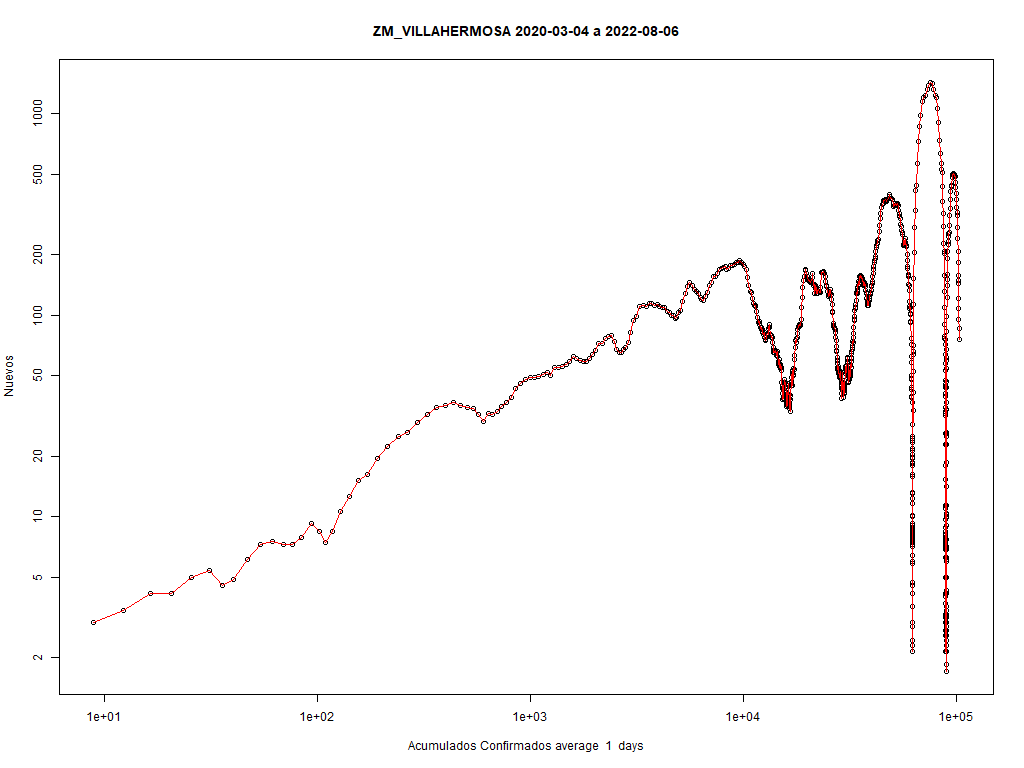 ZM_VILLAHERMOSA 2020-03-04 a 2022-08-06
1000
500
200
100
50
20
10
5
2
Nuevos
1e+01 1e+02 1e+03 1e+04 1e+05
Acumulados Confirmados average 1 days